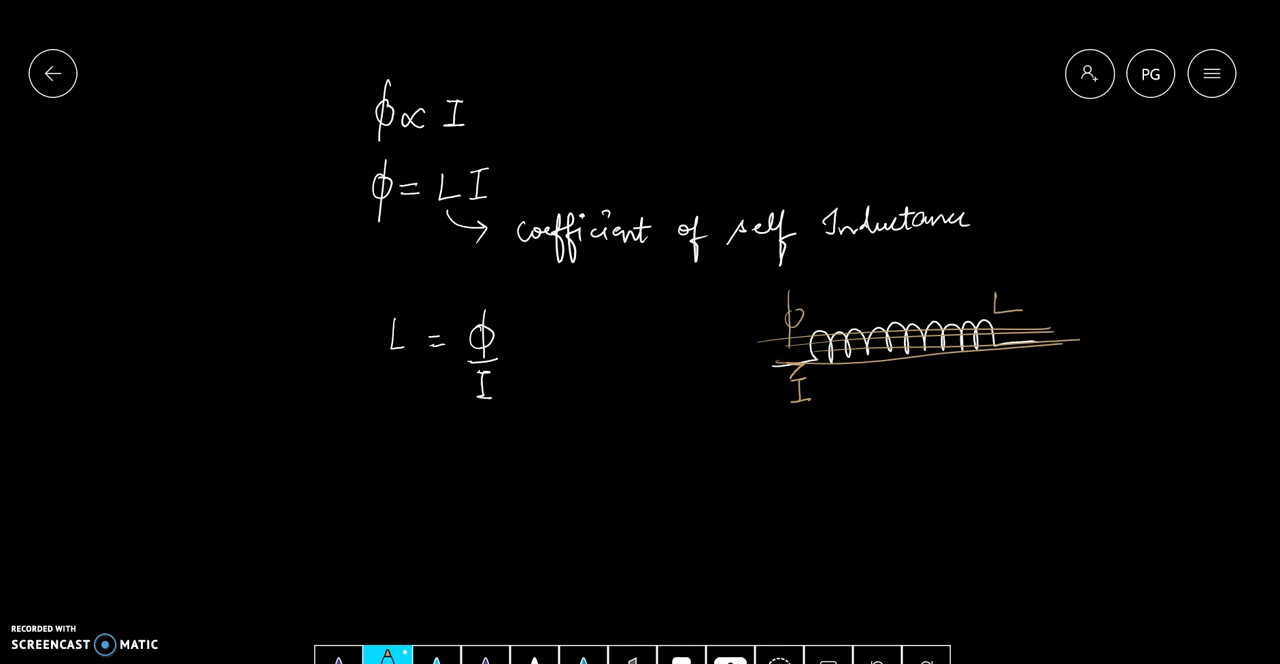 PG
ϕ ∝ I
ϕ = L I
coefficient of self Inductance
L = ϕ / I
ϕ L
I
RECORDED WITH
SCREENCAST MATIC